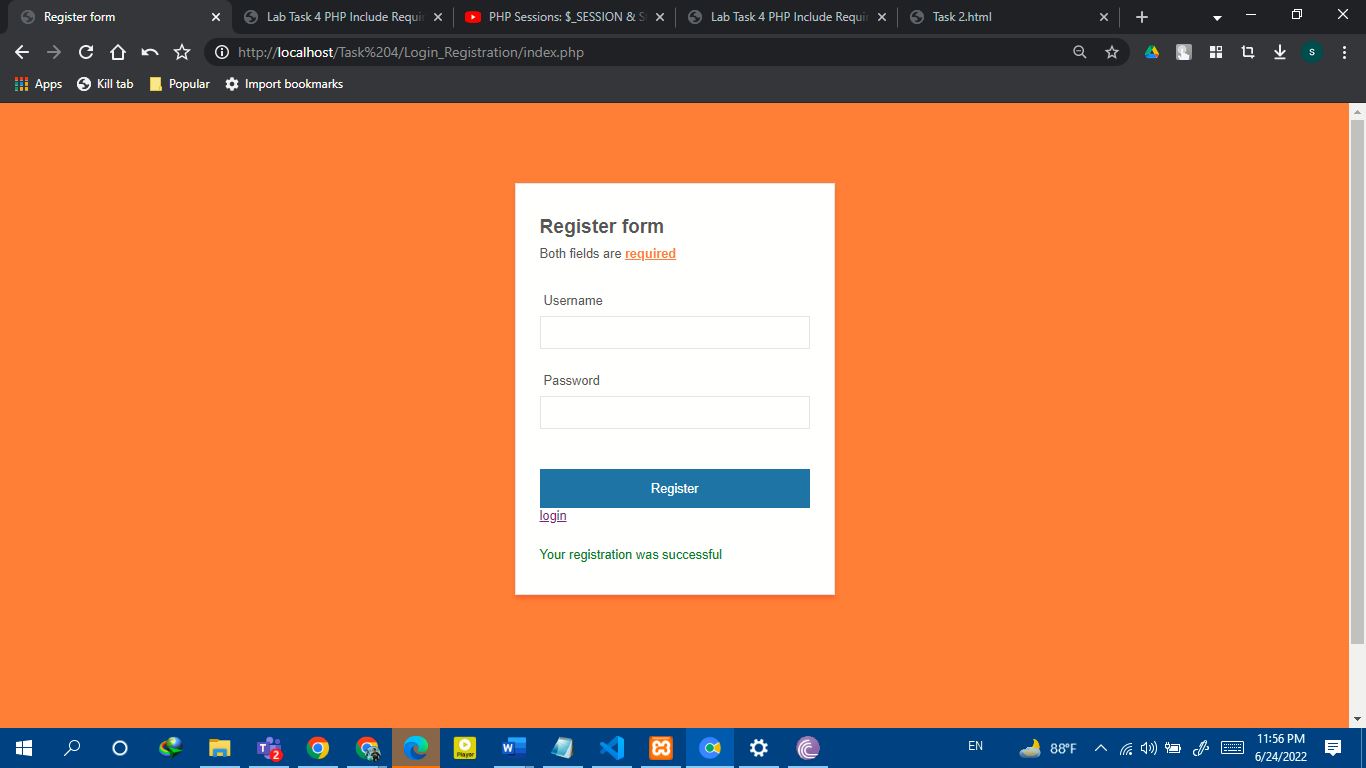 Register form
Lab Task 4 PHP Include Requir
PHP Sessions: $_SESSION & S
Lab Task 4 PHP Include Requir
Task 2.html
http://localhost/Task%204/Login_Registration/index.php
S
Apps
Kill tab
Popular
Import bookmarks
Register form
Both fields are required
Username
Password
Register
login
Your registration was successful
2
Player
EN
88°F
11:56 PM
6/24/2022